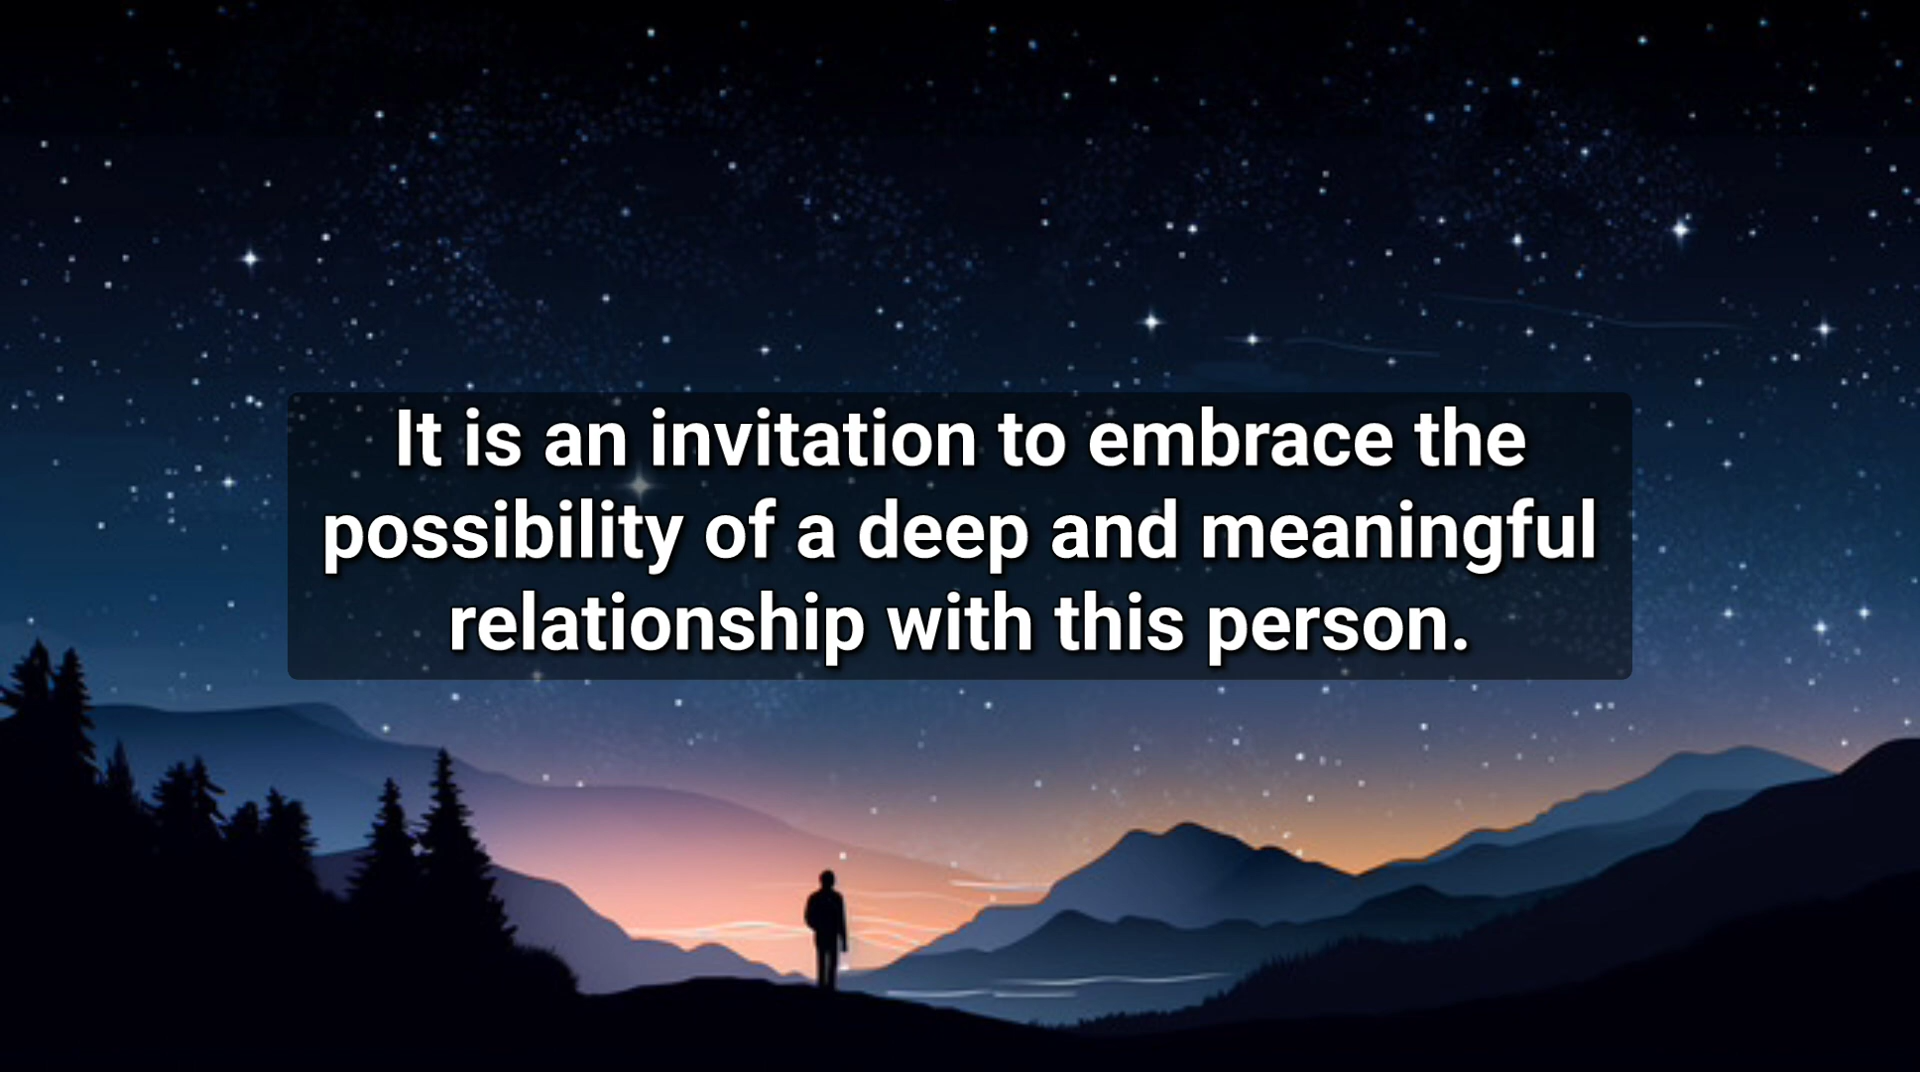 It is an invitation to embrace the
possibility of a deep and meaningful
relationship with this person.